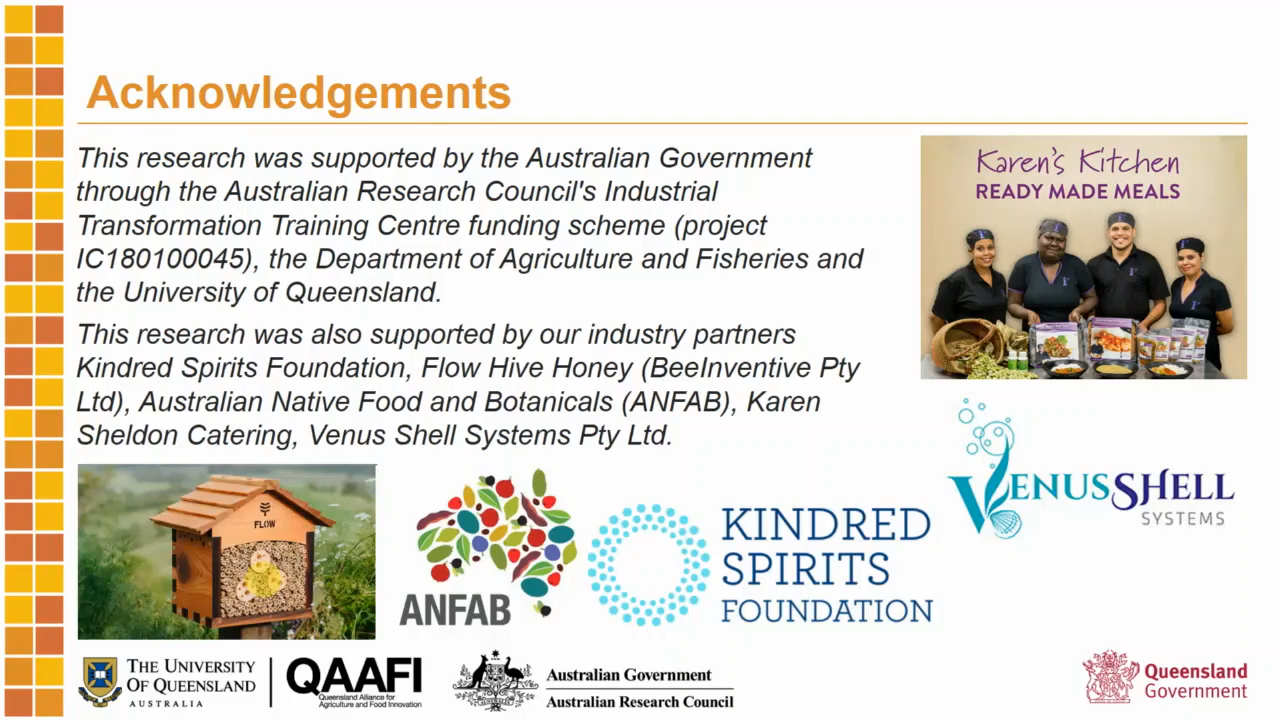 Acknowledgements
This research was supported by the Australian Government
through the Australian Research Council's Industrial
Transformation Training Centre funding scheme (project
IC180100045), the Department of Agriculture and Fisheries and
the University of Queensland.
This research was also supported by our industry partners
Kindred Spirits Foundation, Flow Hive Honey (BeeInventive Pty
Ltd), Australian Native Food and Botanicals (ANFAB), Karen
Sheldon Catering, Venus Shell Systems Pty Ltd.
Karen's Kitchen
READY MADE MEALS
VENUS SHELL
SYSTEMS
FLOW
ANFAB
KINDRED
SPIRITS
FOUNDATION
THE UNIVERSITY
OF QUEENSLAND
AUSTRALIA
QAAFI
Queensland Alliance for
Agriculture and Food Innovation
Australian Government
Australian Research Council
Queensland
Government